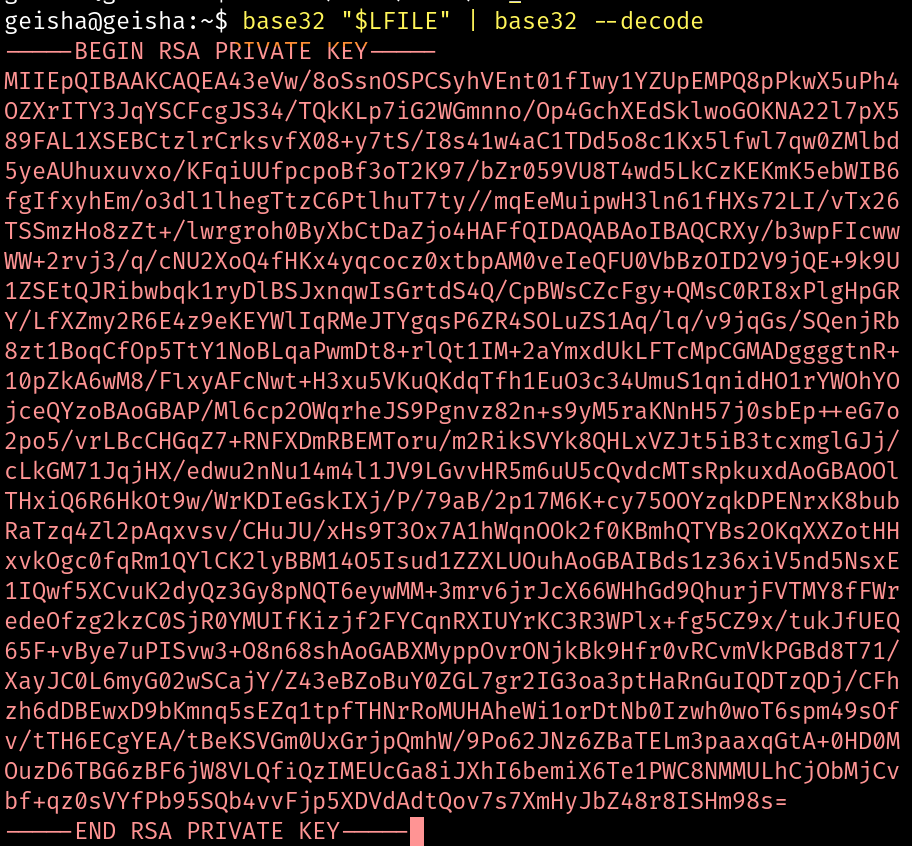 geisha@geisha:~$ base32 "$LFILE" | base32 --decode
-----BEGIN RSA PRIVATE KEY-----
MIIEpQIBAAKCAQEA43eVw/8oSsnOSPCSyhVEnt01fIwy1YZUpEMPQ8pPkwX5uPh4
OZXrITY3JqYSCFcgJS34/TQkKLp7iG2WGmnno/Op4GchXEdSklwoGOKNA22l7pX5
89FAL1XSEBCtzlrCrksvfX08+y7tS/I8s41w4aC1TDd5o8c1Kx5lfwl7qw0ZMlbd
5yeAUhuxuvxo/KFqiUUfpcpoBf3oT2K97/bZr059VU8T4wd5LkCzKEKmK5ebWIB6
fgIfxyhEm/o3dl1lhegTtzC6PtlhuT7ty//mqEeMuipwH3ln61fHXs72LI/vTx26
TSSmzHo8zZt+/lwrgroh0ByXbCtDaZjo4HAFfQIDAQABAoIBAQCRXy/b3wpFIcww
WW+2rvj3/q/cNU2XoQ4fHKx4yqcocz0xtbpAM0veIeQFU0VbBzOID2V9jQE+9k9U
1ZSEtQJRibwbqk1ryDlBSJxnqwIsGrtdS4Q/CpBWsCZcFgy+QMsC0RI8xPlgHpGR
Y/LfXZmy2R6E4z9eKEYWlIqRMeJTYgqsP6ZR4SOLuZS1Aq/lq/v9jqGs/SQenjRb
8zt1BoqCfOp5TtY1NoBLqaPwmDt8+rlQt1IM+2aYmxdUkLFTcMpCGMADggggtnR+
10pZkA6wM8/FlxyAFcNwt+H3xu5VKuQKdqTfh1EuO3c34UmuS1qnidHO1rYWOhYO
jceQYzoBAoGBAP/Ml6cp2OWqrheJS9Pgnvz82n+s9yM5raKNnH57j0sbEp++eG7o
2po5/vrLBcCHGqZ7+RNFXDmRBEMToru/m2RikSVYk8QHLxVZJt5iB3tcxmglGJj/
cLkGM71JqjHX/edwu2nNu14m4l1JV9LGvvHR5m6uU5cQvdcMTsRpkuxdAoGBAOOl
THxiQ6R6HkOt9w/WrKDIeGskIXj/P/79aB/2p17M6K+cy75OOYzqkDPENrxK8bub
RaTzq4Zl2pAqxvsv/CHuJU/xHs9T3Ox7A1hWqnOOk2f0KBmhQTYBs2OKqXXZotHH
xvkOgc0fqRm1QYlCK2lyBBM14O5Isud1ZZXLUOuhAoGBAIBds1z36xiV5nd5NsxE
1IQwf5XCvuK2dyQz3Gy8pNQT6eywMM+3mrv6jrJcX66WHhGd9QhurjFVTMY8fFWr
edeOfzg2kzC0SjR0YMUIfKizjf2FYCqnRXIUYrKC3R3WPlx+fg5CZ9x/tukJfUEQ
65F+vBye7uPISvw3+O8n68shAoGABXMyppOvrONjkBk9Hfr0vRCvmVkPGBd8T71/
XayJC0L6myG02wSCajY/Z43eBZoBuY0ZGL7gr2IG3oa3ptHaRnGuIQDTzQDj/CFh
zh6dDBEwxD9bKmnq5sEZq1tpfTHNrRoMUHAheWi1orDtNb0Izwh0woT6spm49sOf
v/tTH6ECgYEA/tBeKSVGm0UxGrjpQmhW/9Po62JNz6ZBaTELm3paaxqGtA+0HD0M
OuzD6TBG6zBF6jW8VLQfiQzIMEUcGa8iJXhI6bemiX6Te1PWC8NMMULhCjObMjCv
bf+qz0sVYfPb95SQb4vvFjp5XDVdAdtQov7s7XmHyJbZ48r8ISHm98s=
-----END RSA PRIVATE KEY-----